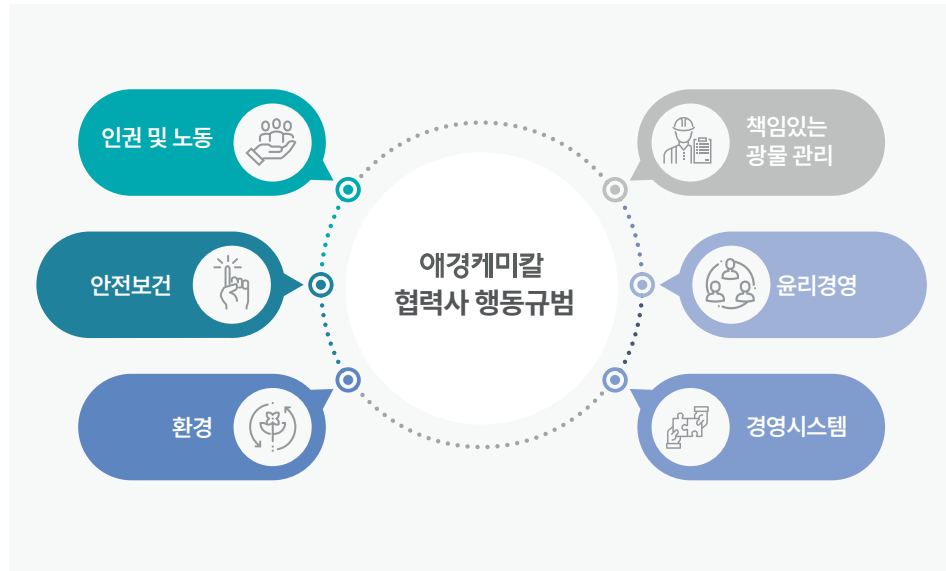 인권 및 노동
안전보건
환경
애경케미칼
협력사 행동규범
책임있는
광물 관리
윤리경영
경영시스템